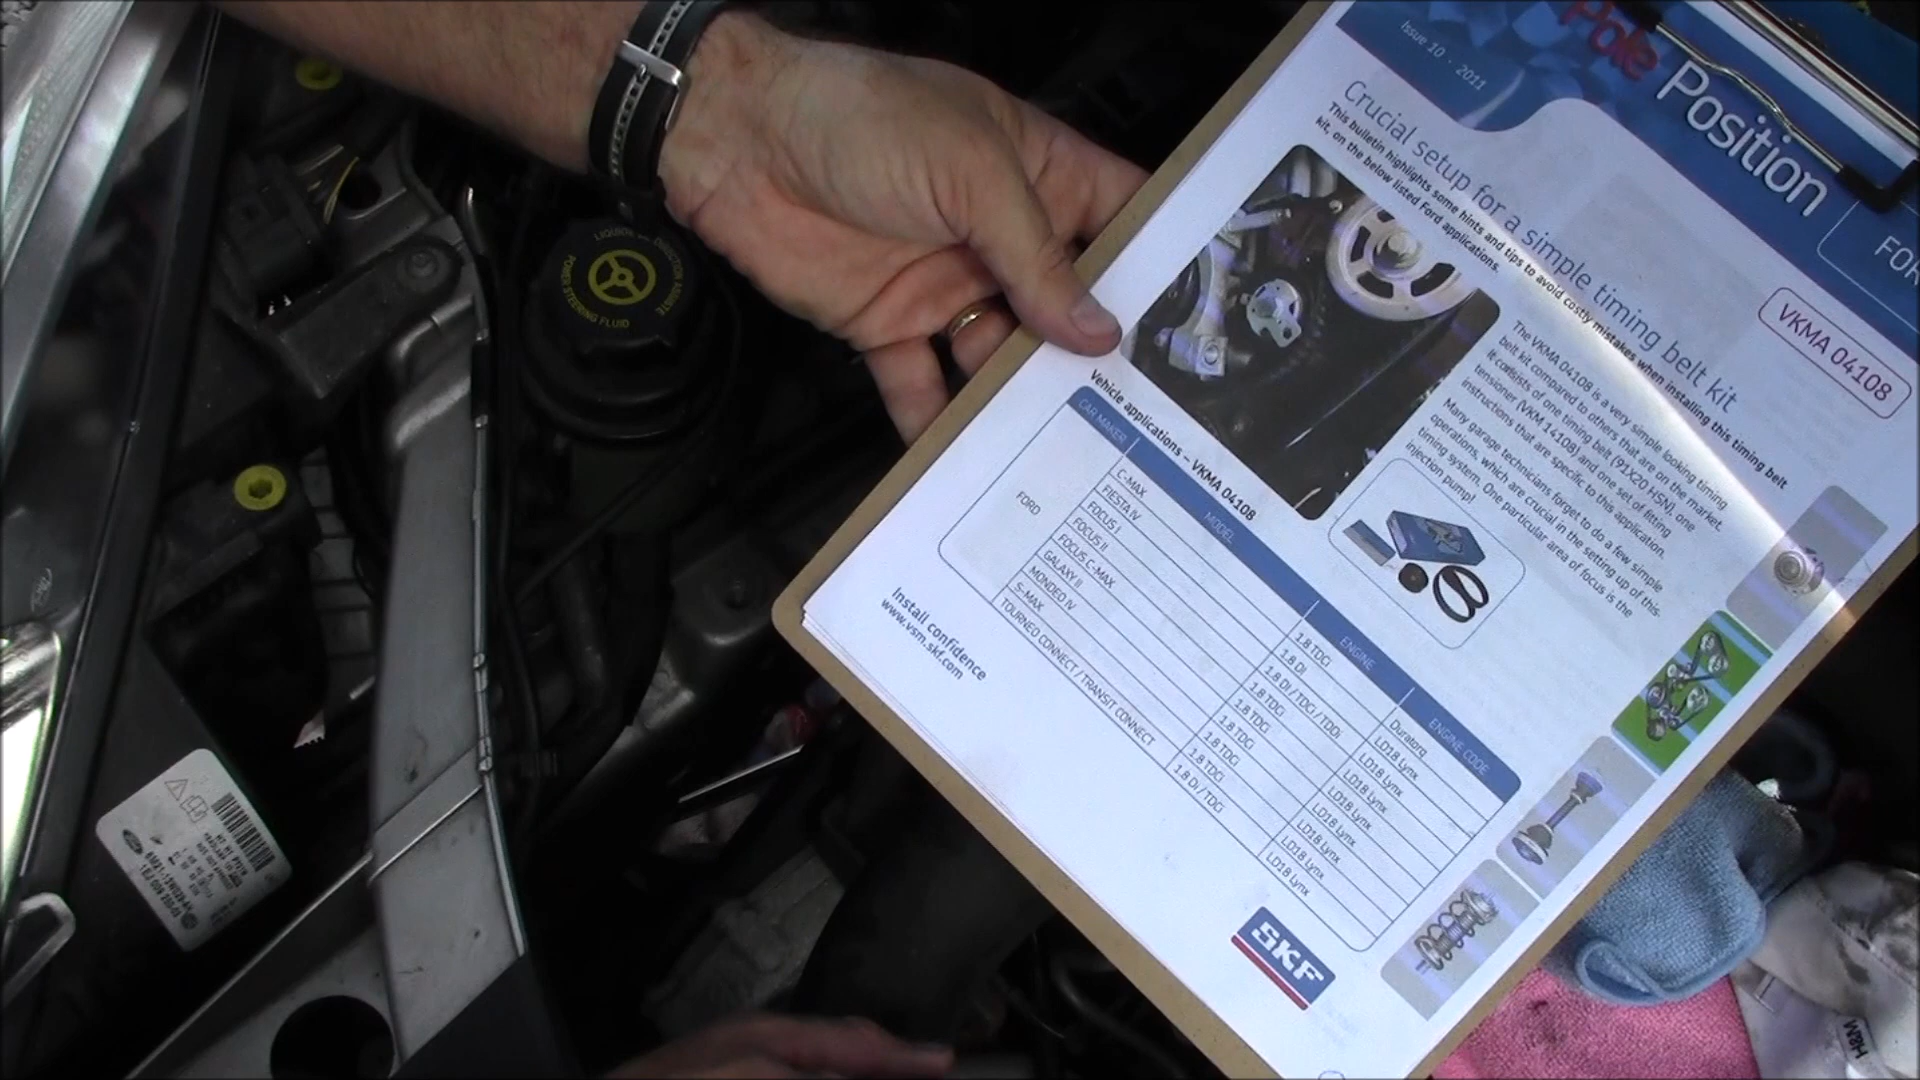 Issue 10 · 2011
Pole
Position
FOR
VKMA 04108
Crucial setup for a simple timing belt kit
This bulletin highlights some hints and tips to avoid costly mistakes when installing this timing belt
kit, on the below listed Ford applications.
The VKMA 04108 is a very simple looking timing
belt kit compared to others that are on the market.
It consists of one timing belt (91X20 HSN), one
tensioner (VKM 14108) and one set of fitting
instructions that are specific to this application.
Many garage technicians forget to do a few simple
operations, which are crucial in the setting up of this
timing system. One particular area of focus is the
injection pump!
Vehicle applications – VKMA 04108
CAR MAKER MODEL ENGINE ENGINE CODE
FORD
C-MAX 1.8 TDCi Duratorq
FIESTA IV 1.8 DI LD18 Lynx
FOCUS I 1.8 DI / TDCi / TDDi LD18 Lynx
FOCUS II 1.8 TDCi LD18 Lynx
FOCUS C-MAX 1.8 TDCi LD18 Lynx
GALAXY II 1.8 TDCi LD18 Lynx
MONDEO IV 1.8 TDCi LD18 Lynx
S-MAX 1.8 TDCi LD18 Lynx
TOURNEO CONNECT / TRANSIT CONNECT 1.8 Di / TDCi LD18 Lynx
Install confidence
www.vsm.skf.com
SKF
POWER STEERING FLUID
LIQUIDE DE DIRECTION ASSISTEE
H&M